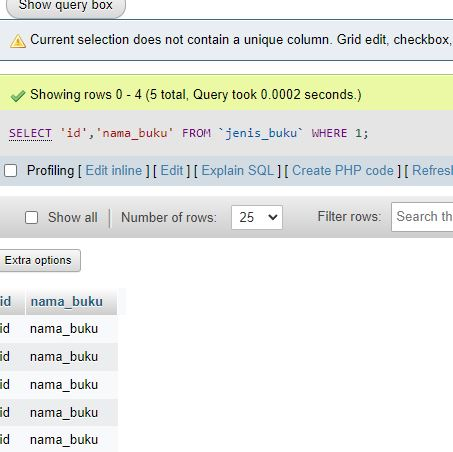 Show query box
Current selection does not contain a unique column. Grid edit, checkbox,
Showing rows 0 - 4 (5 total, Query took 0.0002 seconds.)
SELECT 'id','nama_buku' FROM `jenis_buku` WHERE 1;
Profiling [ Edit inline ] [ Edit ] [ Explain SQL ] [ Create PHP code ] [ Refresh
Show all | Number of rows: 25 Filter rows: Search th
Extra options
id nama_buku
id nama_buku
id nama_buku
id nama_buku
id nama_buku
id nama_buku